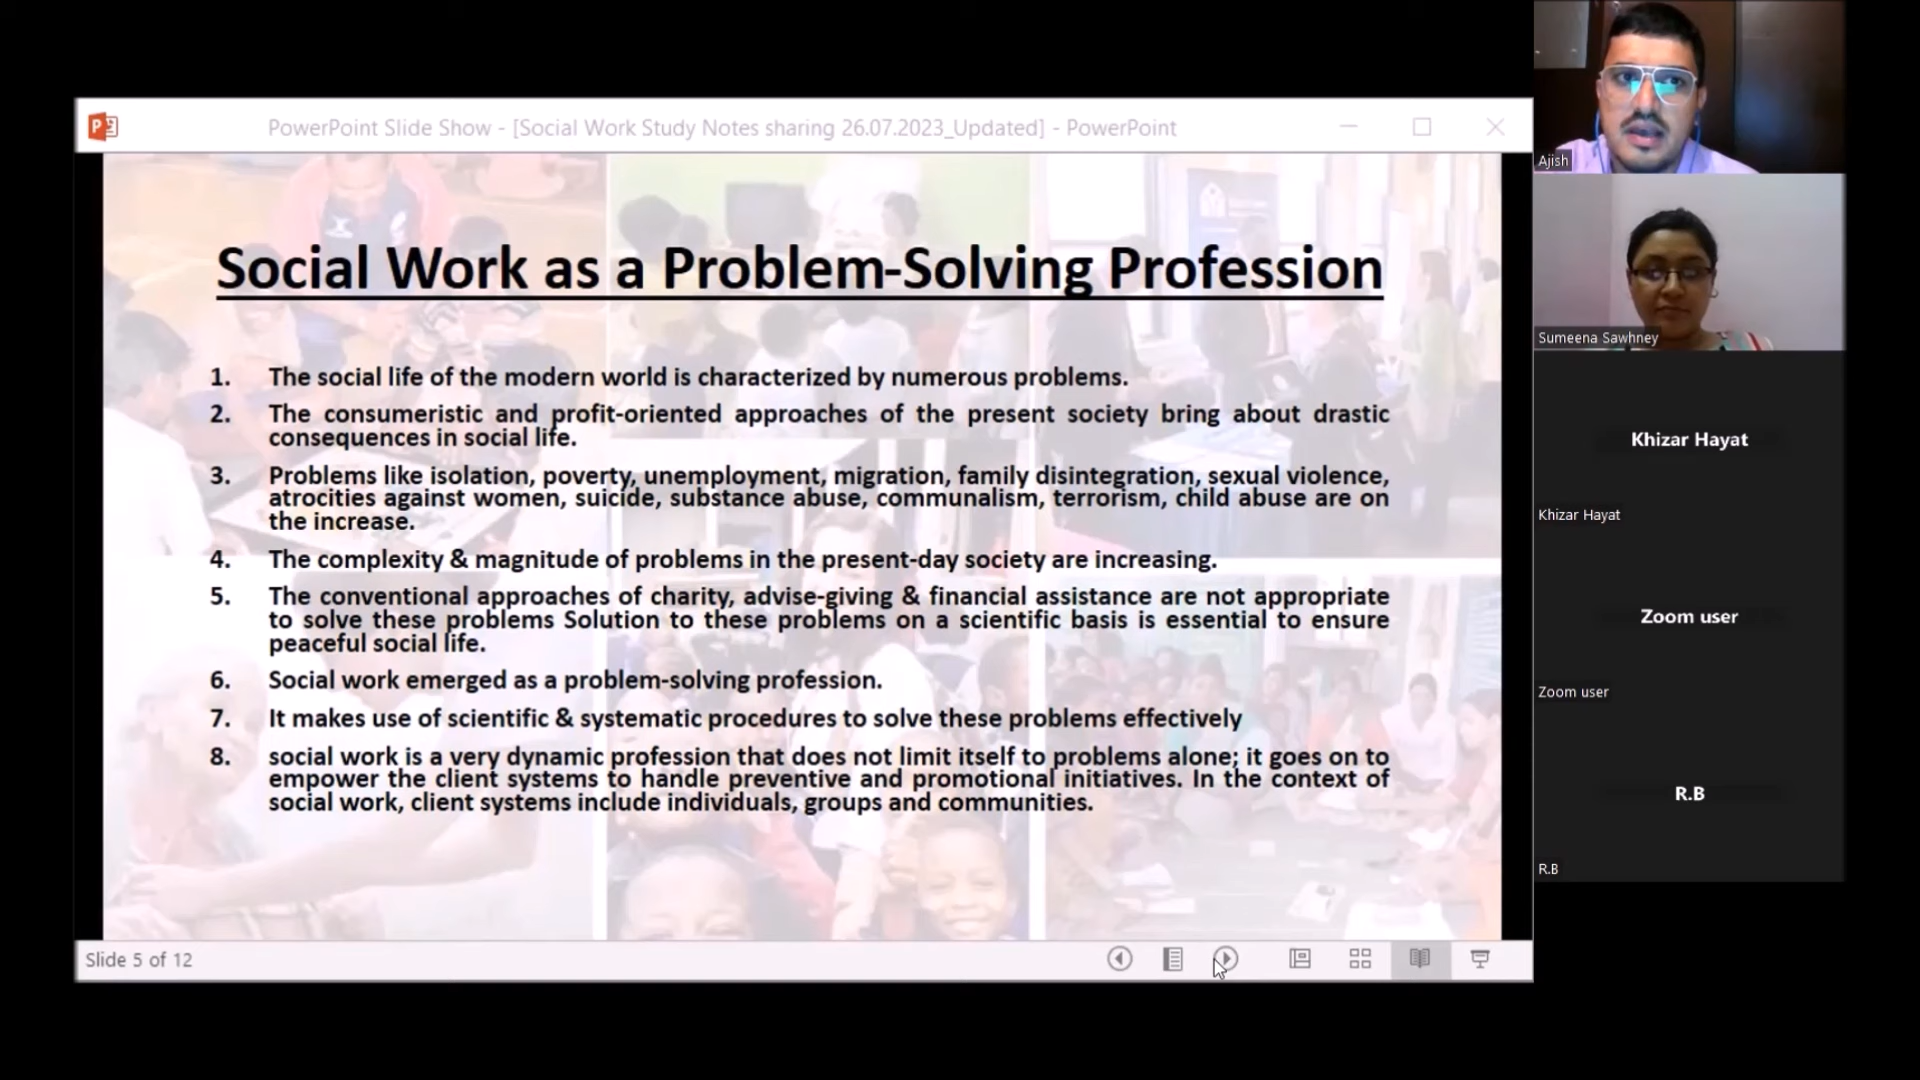 PowerPoint Slide Show - [Social Work Study Notes sharing 26.07.2023_Updated] - PowerPoint
Social Work as a Problem-Solving Profession
1. The social life of the modern world is characterized by numerous problems.
2. The consumeristic and profit-oriented approaches of the present society bring about drastic
consequences in social life.
3. Problems like isolation, poverty, unemployment, migration, family disintegration, sexual violence,
atrocities against women, suicide, substance abuse, communalism, terrorism, child abuse are on
the increase.
4. The complexity & magnitude of problems in the present-day society are increasing.
5. The conventional approaches of charity, advise-giving & financial assistance are not appropriate
to solve these problems Solution to these problems on a scientific basis is essential to ensure
peaceful social life.
6. Social work emerged as a problem-solving profession.
7. It makes use of scientific & systematic procedures to solve these problems effectively
8. social work is a very dynamic profession that does not limit itself to problems alone; it goes on to
empower the client systems to handle preventive and promotional initiatives. In the context of
social work, client systems include individuals, groups and communities.
Slide 5 of 12
Ajish
Sumeena Sawhney
Khizar Hayat
Khizar Hayat
Zoom user
Zoom user
R.B
R.B